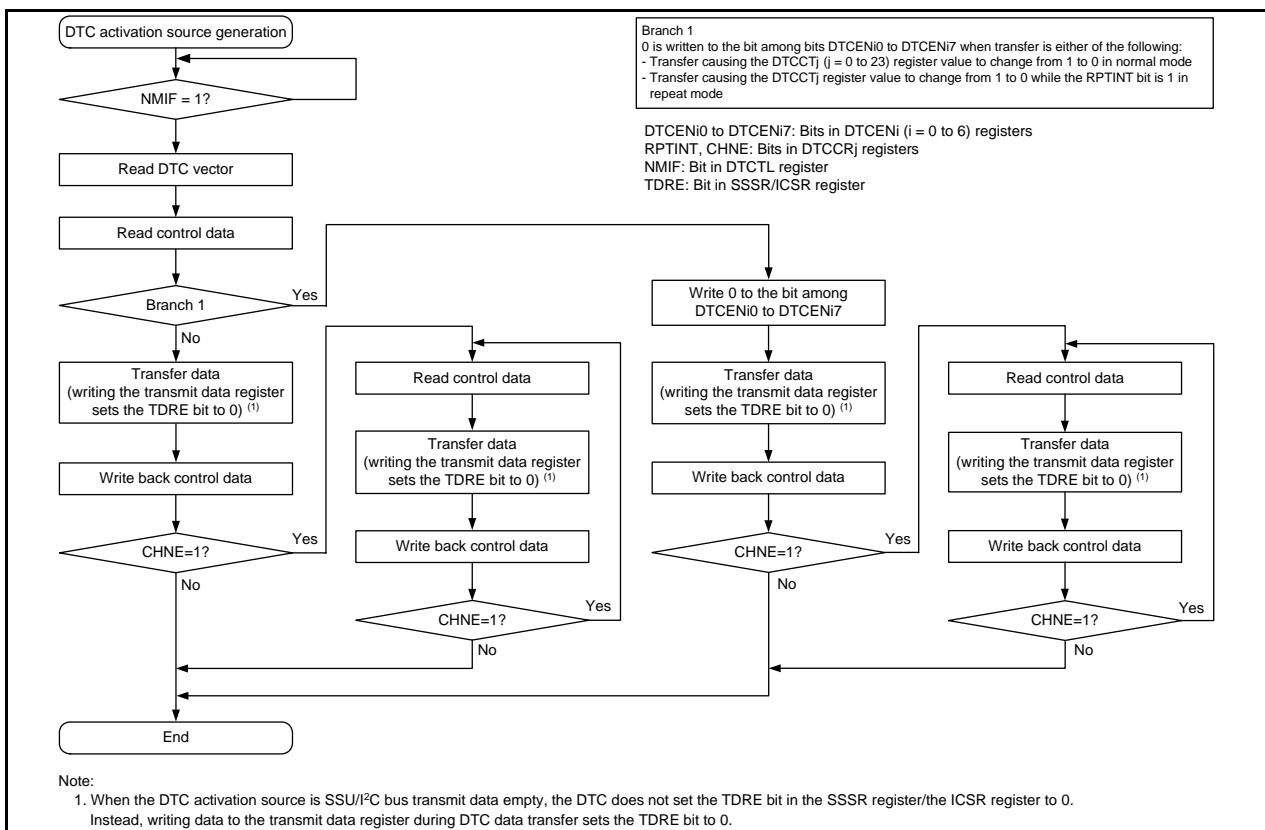 DTC activation source generation
NMIF = 1?
Read DTC vector
Read control data
Branch 1
Yes
No
Transfer data
(writing the transmit data register
sets the TDRE bit to 0) (1)
Write back control data
CHNE=1?
Yes
No
Read control data
Transfer data
(writing the transmit data register
sets the TDRE bit to 0) (1)
Write back control data
CHNE=1?
Yes
No
Write 0 to the bit among
DTCENi0 to DTCENi7
Transfer data
(writing the transmit data register
sets the TDRE bit to 0) (1)
Write back control data
CHNE=1?
Yes
No
Read control data
Transfer data
(writing the transmit data register
sets the TDRE bit to 0) (1)
Write back control data
CHNE=1?
Yes
No
End
Branch 1
0 is written to the bit among bits DTCENi0 to DTCENi7 when transfer is either of the following:
- Transfer causing the DTCCTj (j = 0 to 23) register value to change from 1 to 0 in normal mode
- Transfer causing the DTCCTj register value to change from 1 to 0 while the RPTINT bit is 1 in
repeat mode
DTCENi0 to DTCENi7: Bits in DTCENi (i = 0 to 6) registers
RPTINT, CHNE: Bits in DTCCRj registers
NMIF: Bit in DTCTL register
TDRE: Bit in SSSR/ICSR register
Note:
1. When the DTC activation source is SSU/I²C bus transmit data empty, the DTC does not set the TDRE bit in the SSSR register/the ICSR register to 0.
Instead, writing data to the transmit data register during DTC data transfer sets the TDRE bit to 0.